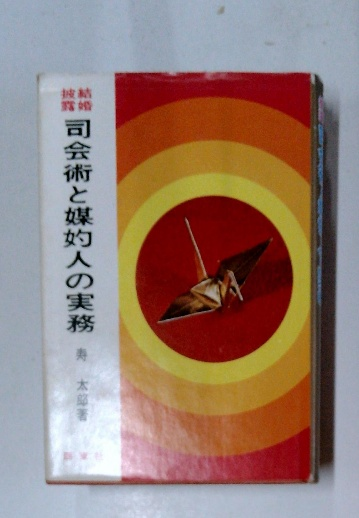 結婚
披露
司会術と媒妁人の実務
寿 太郎著